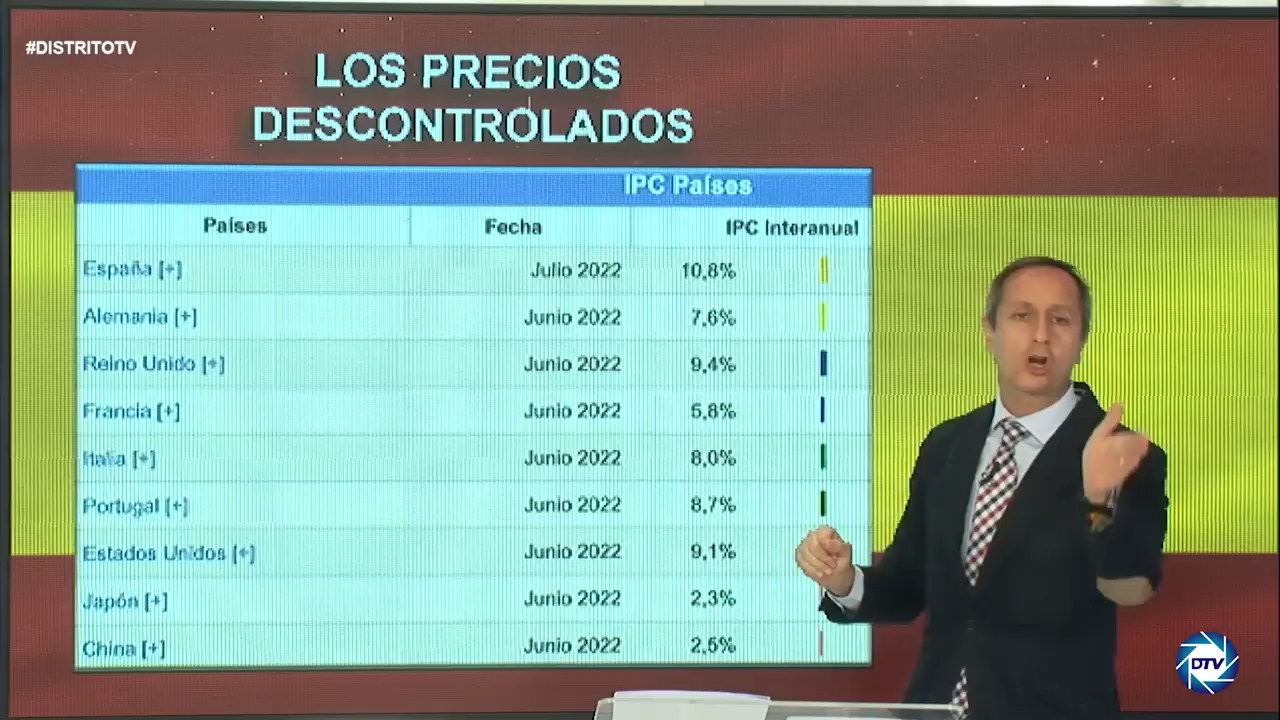 #DISTRITOTV
LOS PRECIOS
DESCONTROLADOS
IPC Países
Países Fecha IPC Interanual
España [+] Julio 2022 10,8%
Alemania [+] Junio 2022 7,6%
Reino Unido [+] Junio 2022 9,4%
Francia [+] Junio 2022 5,8%
Italia [+] Junio 2022 8,0%
Portugal [+] Junio 2022 8,7%
Estados Unidos [+] Junio 2022 9,1%
Japón [+] Junio 2022 2,3%
China [+] Junio 2022 2,5%
DTV